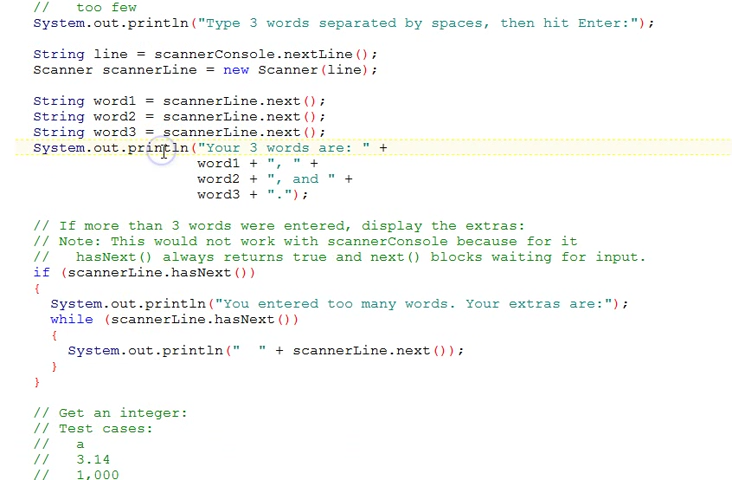 //   too few
System.out.println("Type 3 words separated by spaces, then hit Enter:");
String line = scannerConsole.nextLine();
Scanner scannerLine = new Scanner(line);
String word1 = scannerLine.next();
String word2 = scannerLine.next();
String word3 = scannerLine.next();
System.out.println("Your 3 words are: " +
word1 + ", " +
word2 + ", and " +
word3 + ".");
// If more than 3 words were entered, display the extras:
// Note: This would not work with scannerConsole because for it
//   hasNext() always returns true and next() blocks waiting for input.
if (scannerLine.hasNext())
{
System.out.println("You entered too many words. Your extras are:");
while (scannerLine.hasNext())
{
System.out.println("  " + scannerLine.next());
}
}
// Get an integer:
// Test cases:
//   a
//   3.14
//   1,000